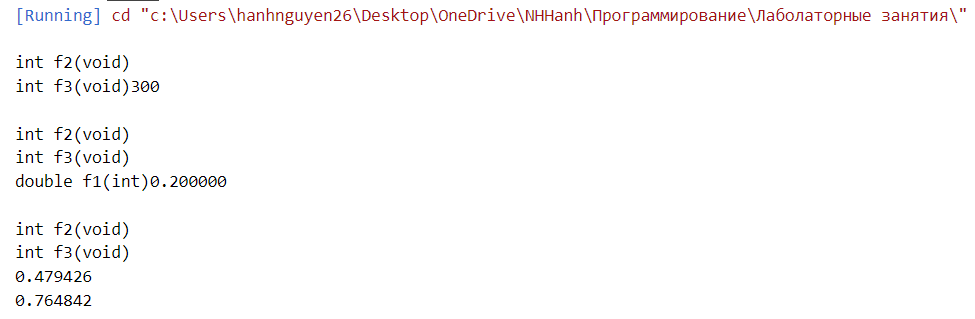 [Running] cd "c:\Users\hanhnguyen26\Desktop\OneDrive\NHHanh\Программирование\Лаболаторные занятия\"
int f2(void)
int f3(void)300
int f2(void)
int f3(void)
double f1(int)0.200000
int f2(void)
int f3(void)
0.479426
0.764842